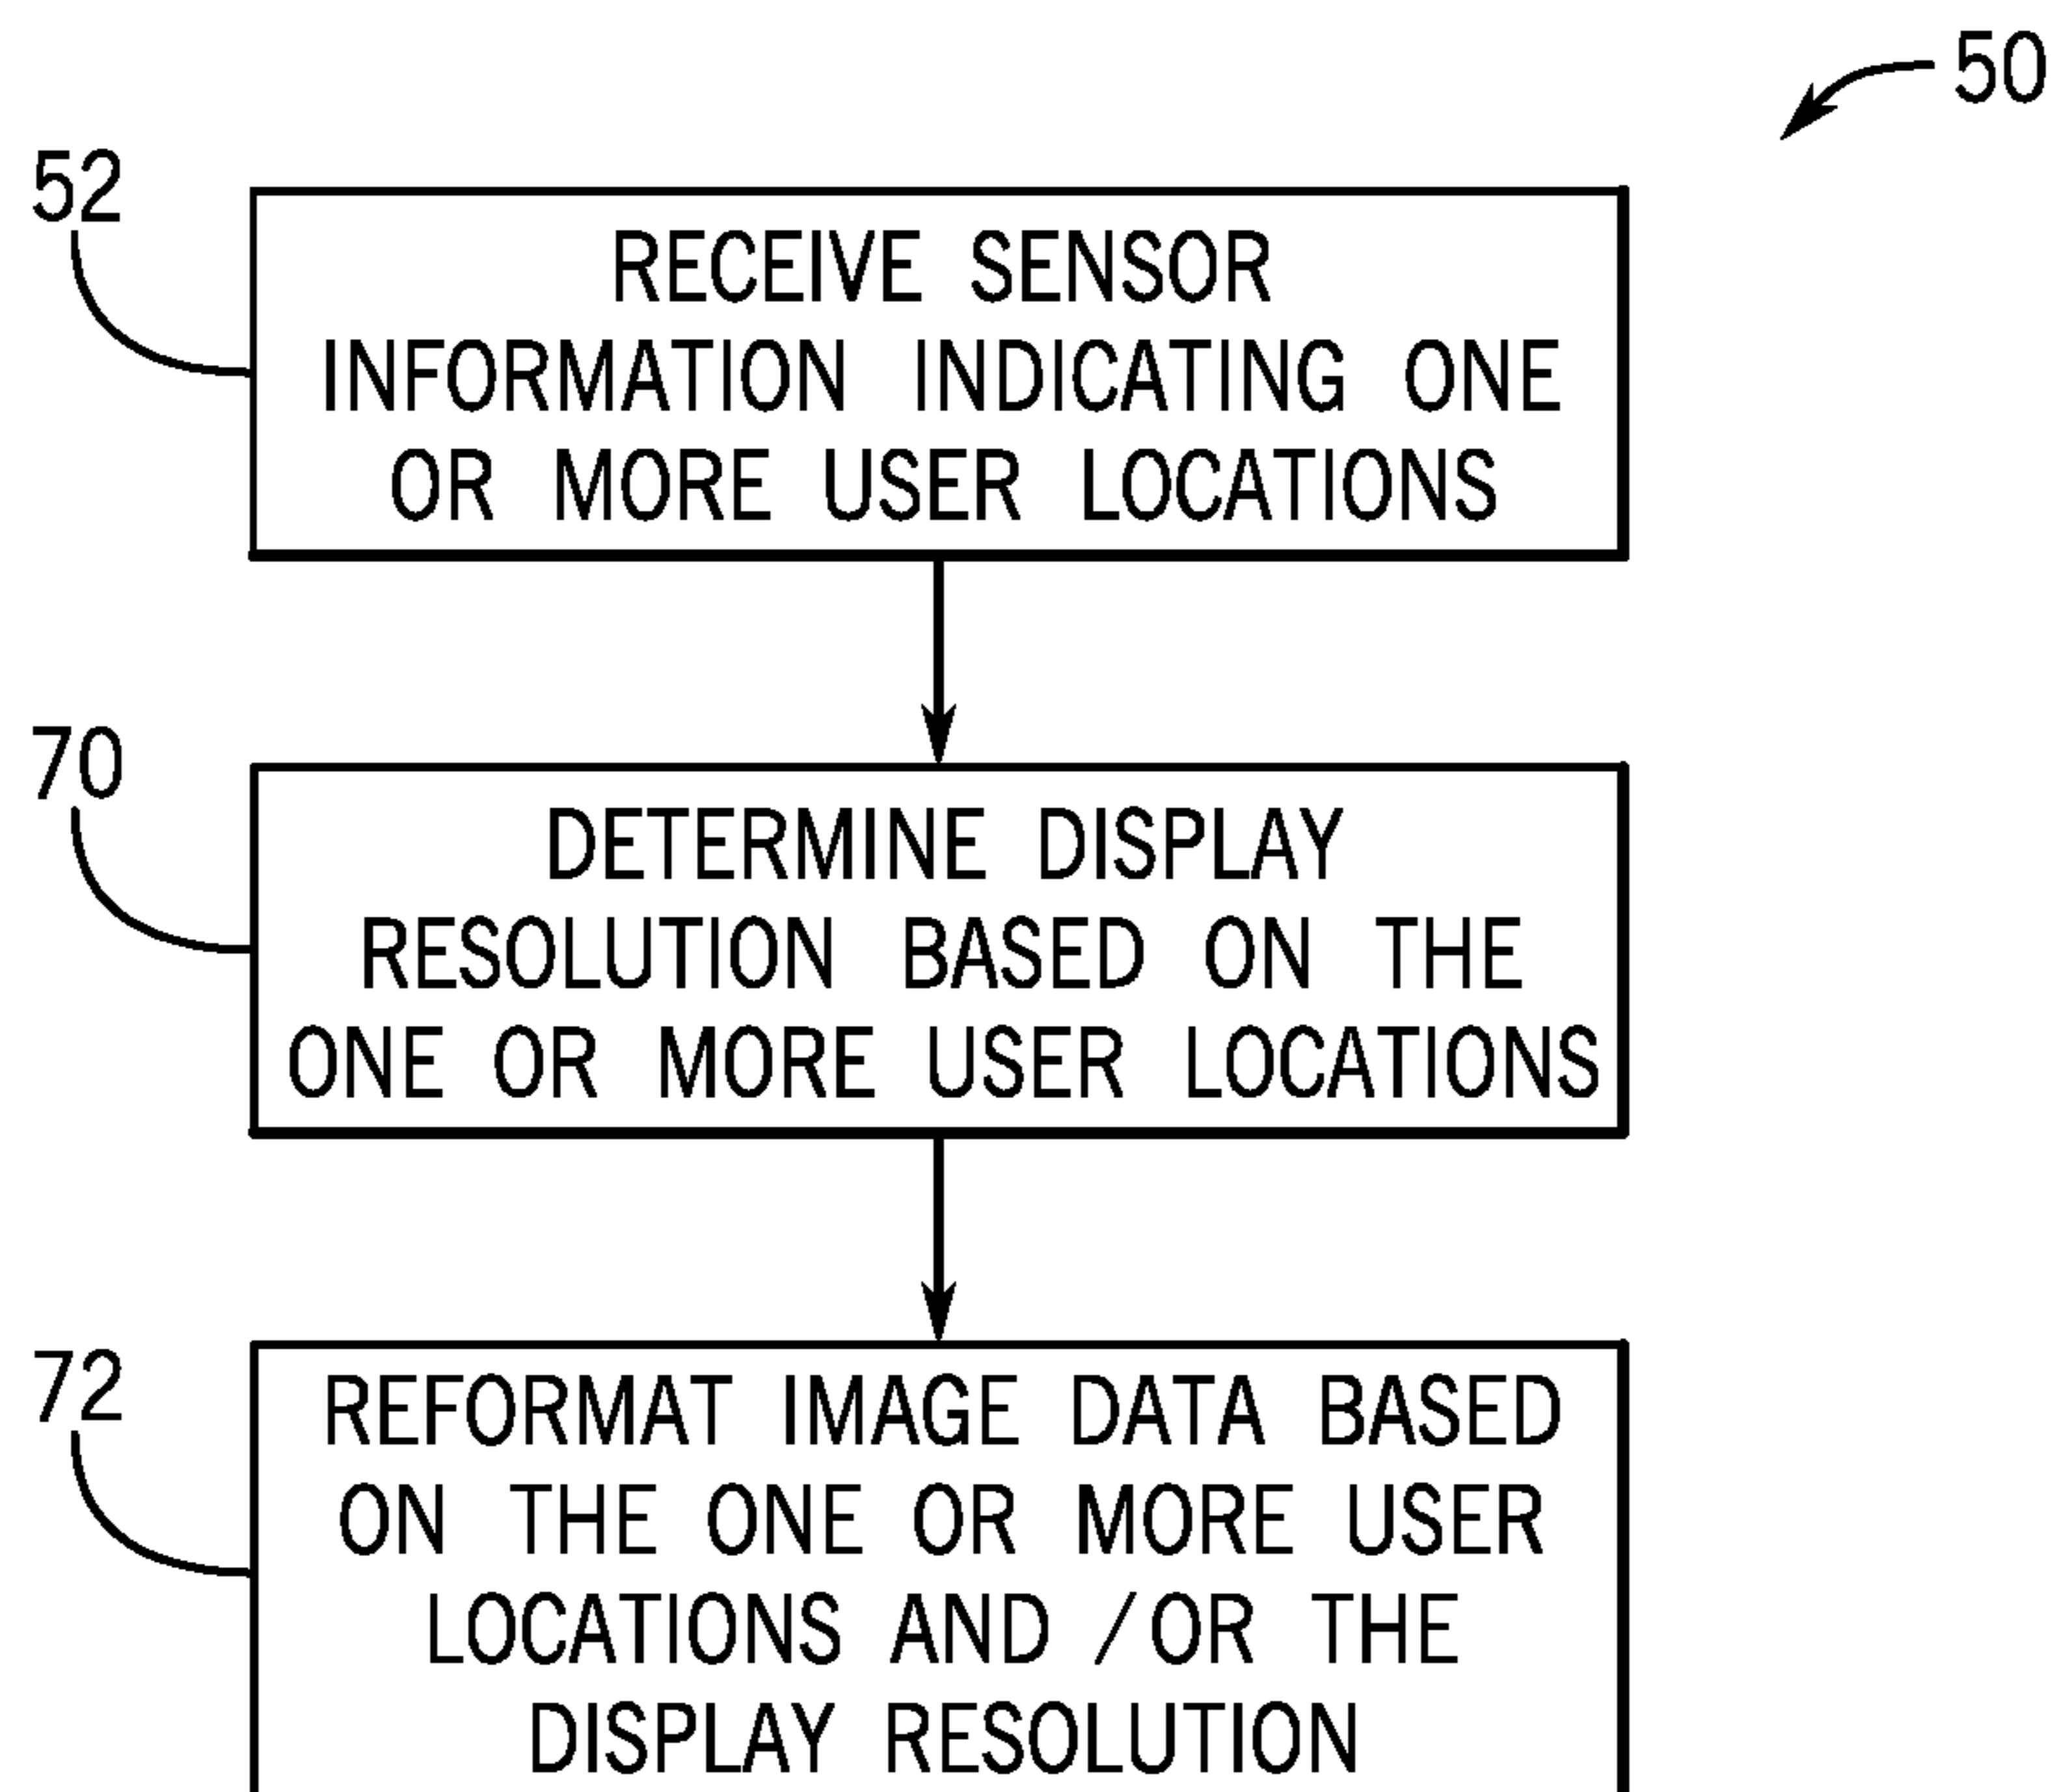 50
52
RECEIVE SENSOR
INFORMATION INDICATING ONE
OR MORE USER LOCATIONS
70
DETERMINE DISPLAY
RESOLUTION BASED ON THE
ONE OR MORE USER LOCATIONS
72
REFORMAT IMAGE DATA BASED
ON THE ONE OR MORE USER
LOCATIONS AND /OR THE
DISPLAY RESOLUTION